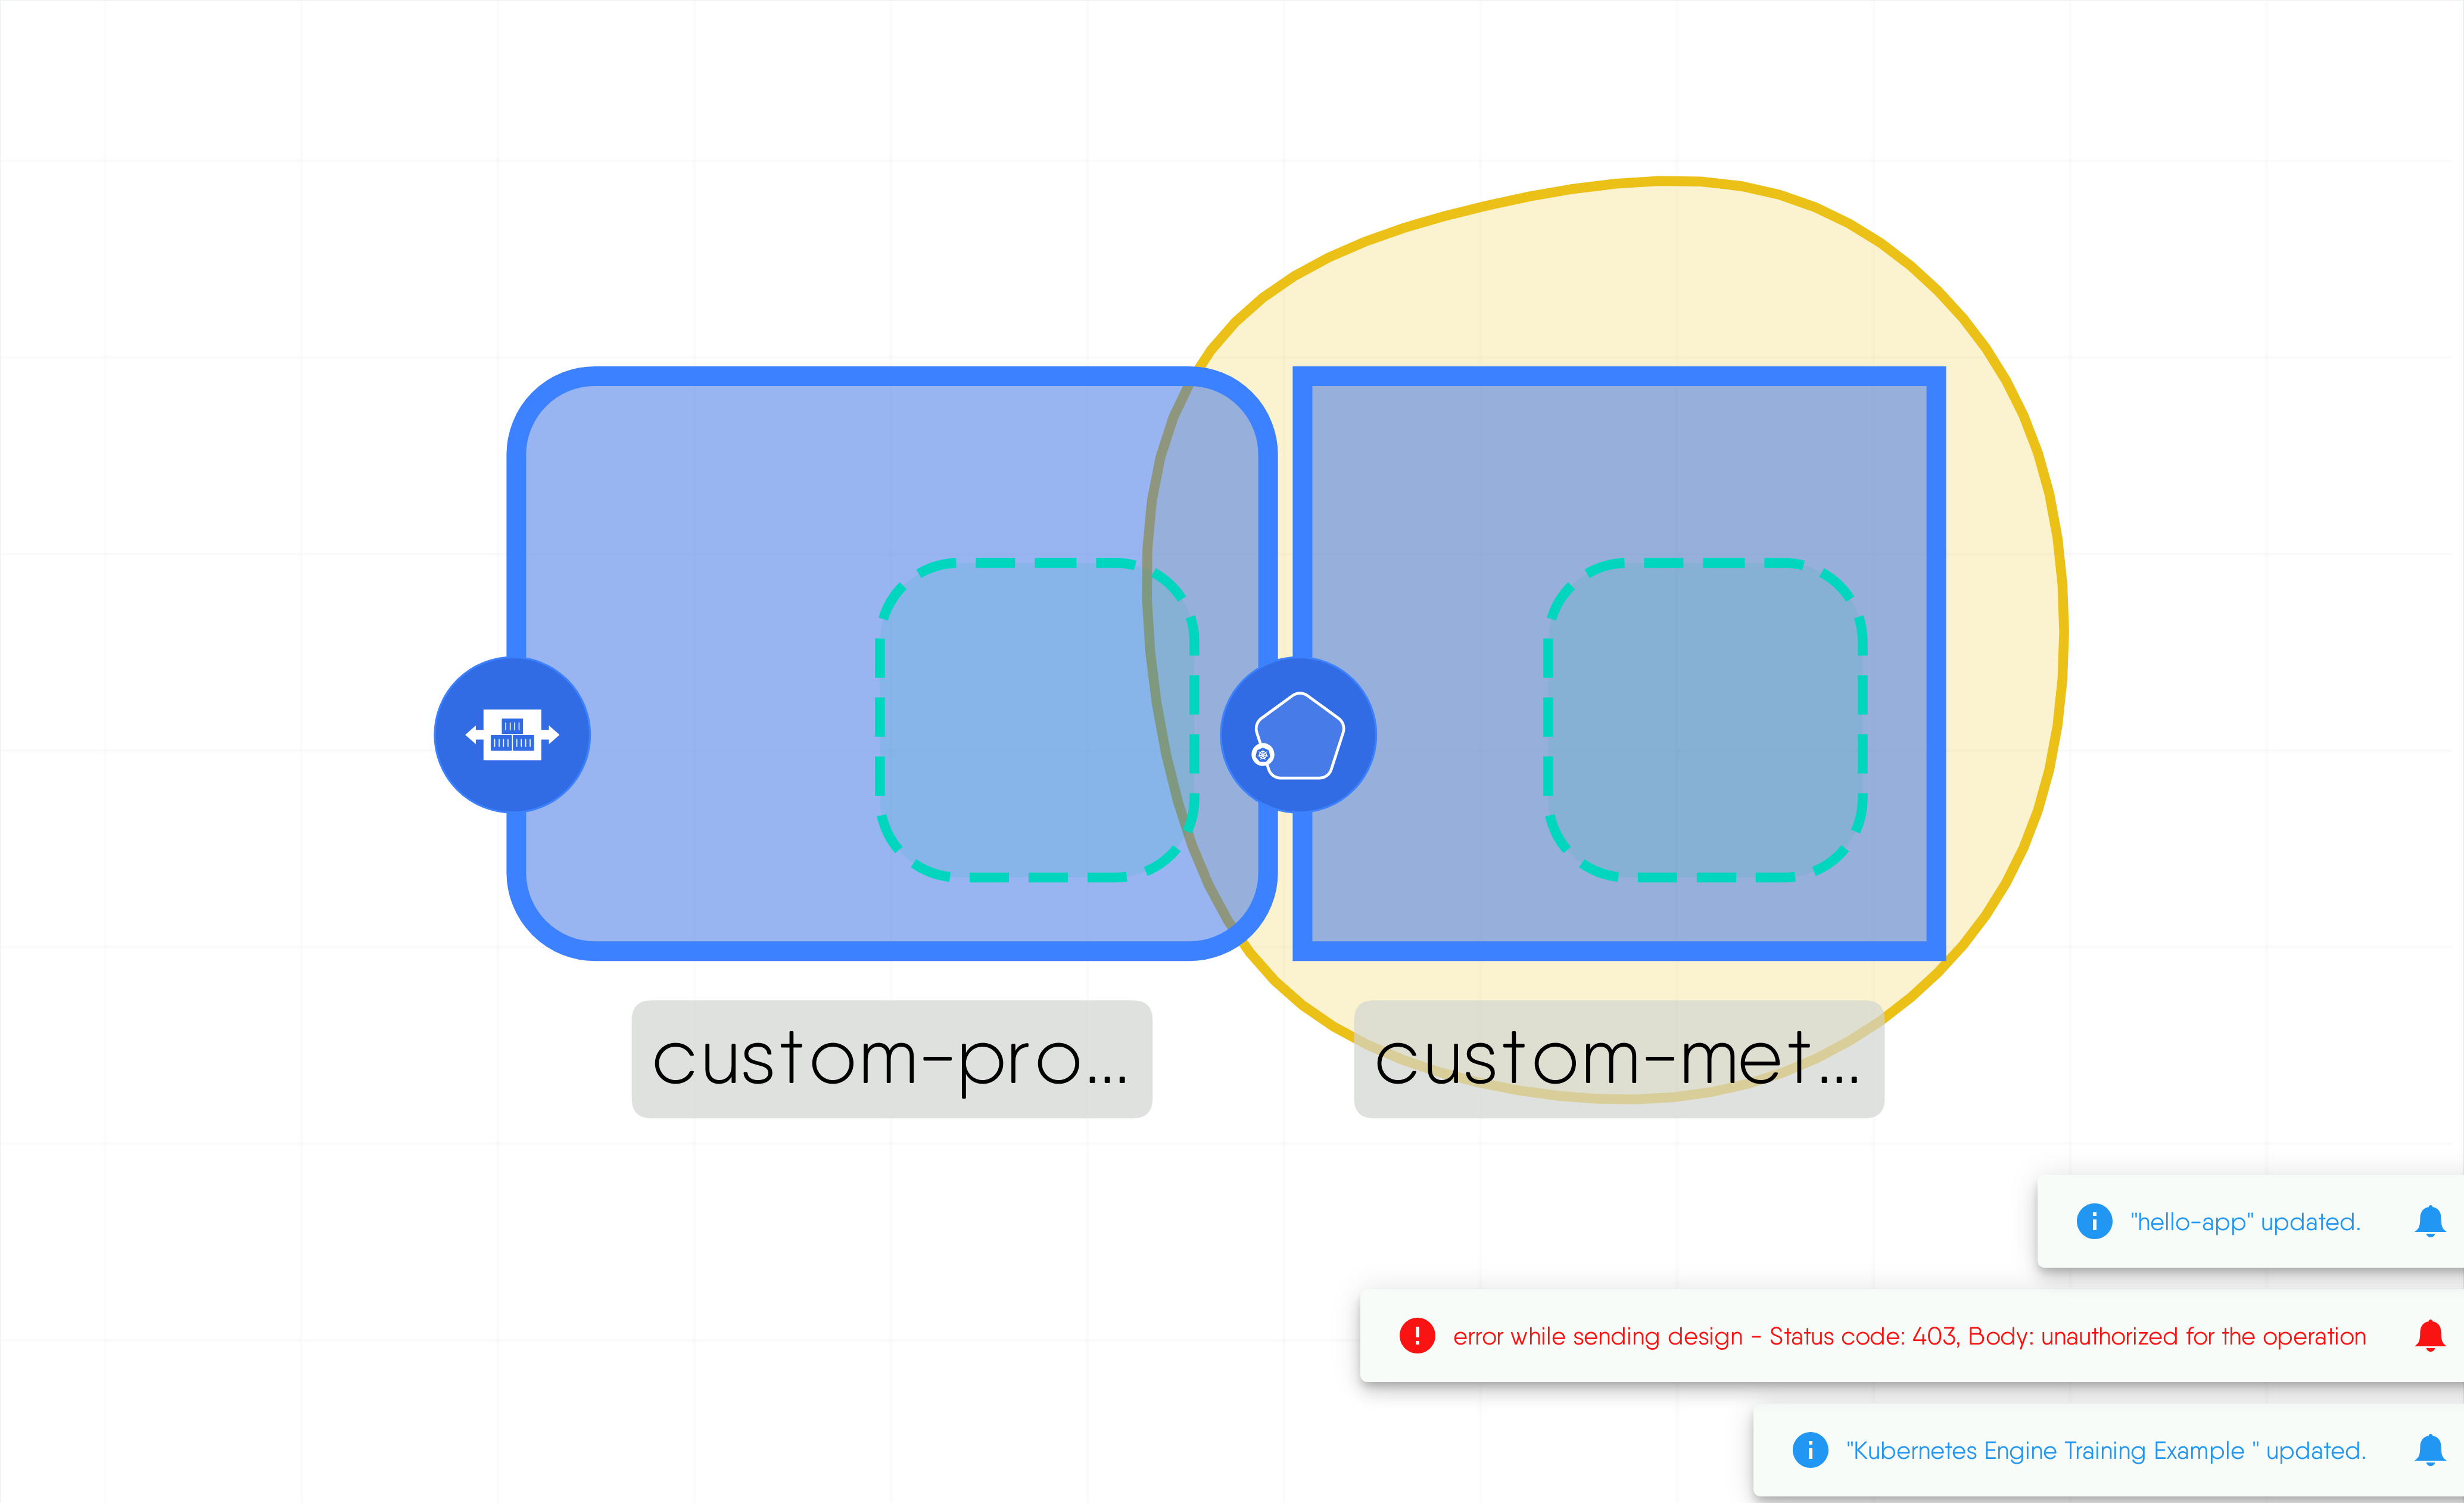 custom-pro...
custom-met...
"hello-app" updated.
error while sending design - Status code: 403, Body: unauthorized for the operation
"Kubernetes Engine Training Example " updated.